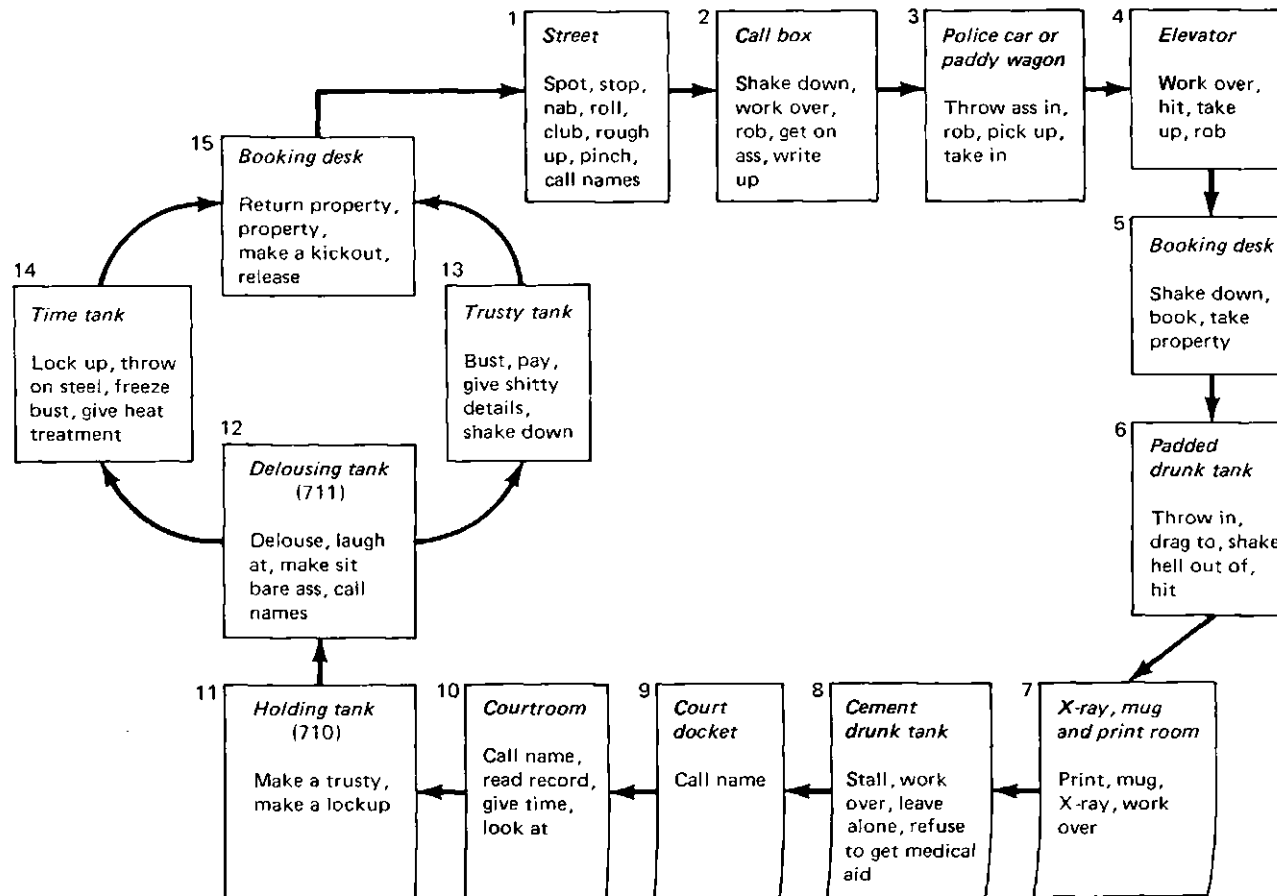 1
Street
Spot, stop,
nab, roll,
club, rough
up, pinch,
call names
2
Call box
Shake down,
work over,
rob, get on
ass, write
up
3
Police car or
paddy wagon
Throw ass in,
rob, pick up,
take in
4
Elevator
Work over,
hit, take
up, rob
5
Booking desk
Shake down,
book, take
property
6
Padded
drunk tank
Throw in,
drag to, shake
hell out of,
hit
7
X-ray, mug
and print room
Print, mug,
X-ray, work
over
8
Cement
drunk tank
Stall, work
over, leave
alone, refuse
to get medical
aid
9
Court
docket
Call name
10
Courtroom
Call name,
read record,
give time,
look at
11
Holding tank
(710)
Make a trusty,
make a lockup
12
Delousing tank
(711)
Delouse, laugh
at, make sit
bare ass, call
names
13
Trusty tank
Bust, pay,
give shitty
details,
shake down
14
Time tank
Lock up, throw
on steel, freeze
bust, give heat
treatment
15
Booking desk
Return property,
property,
make a kickout,
release